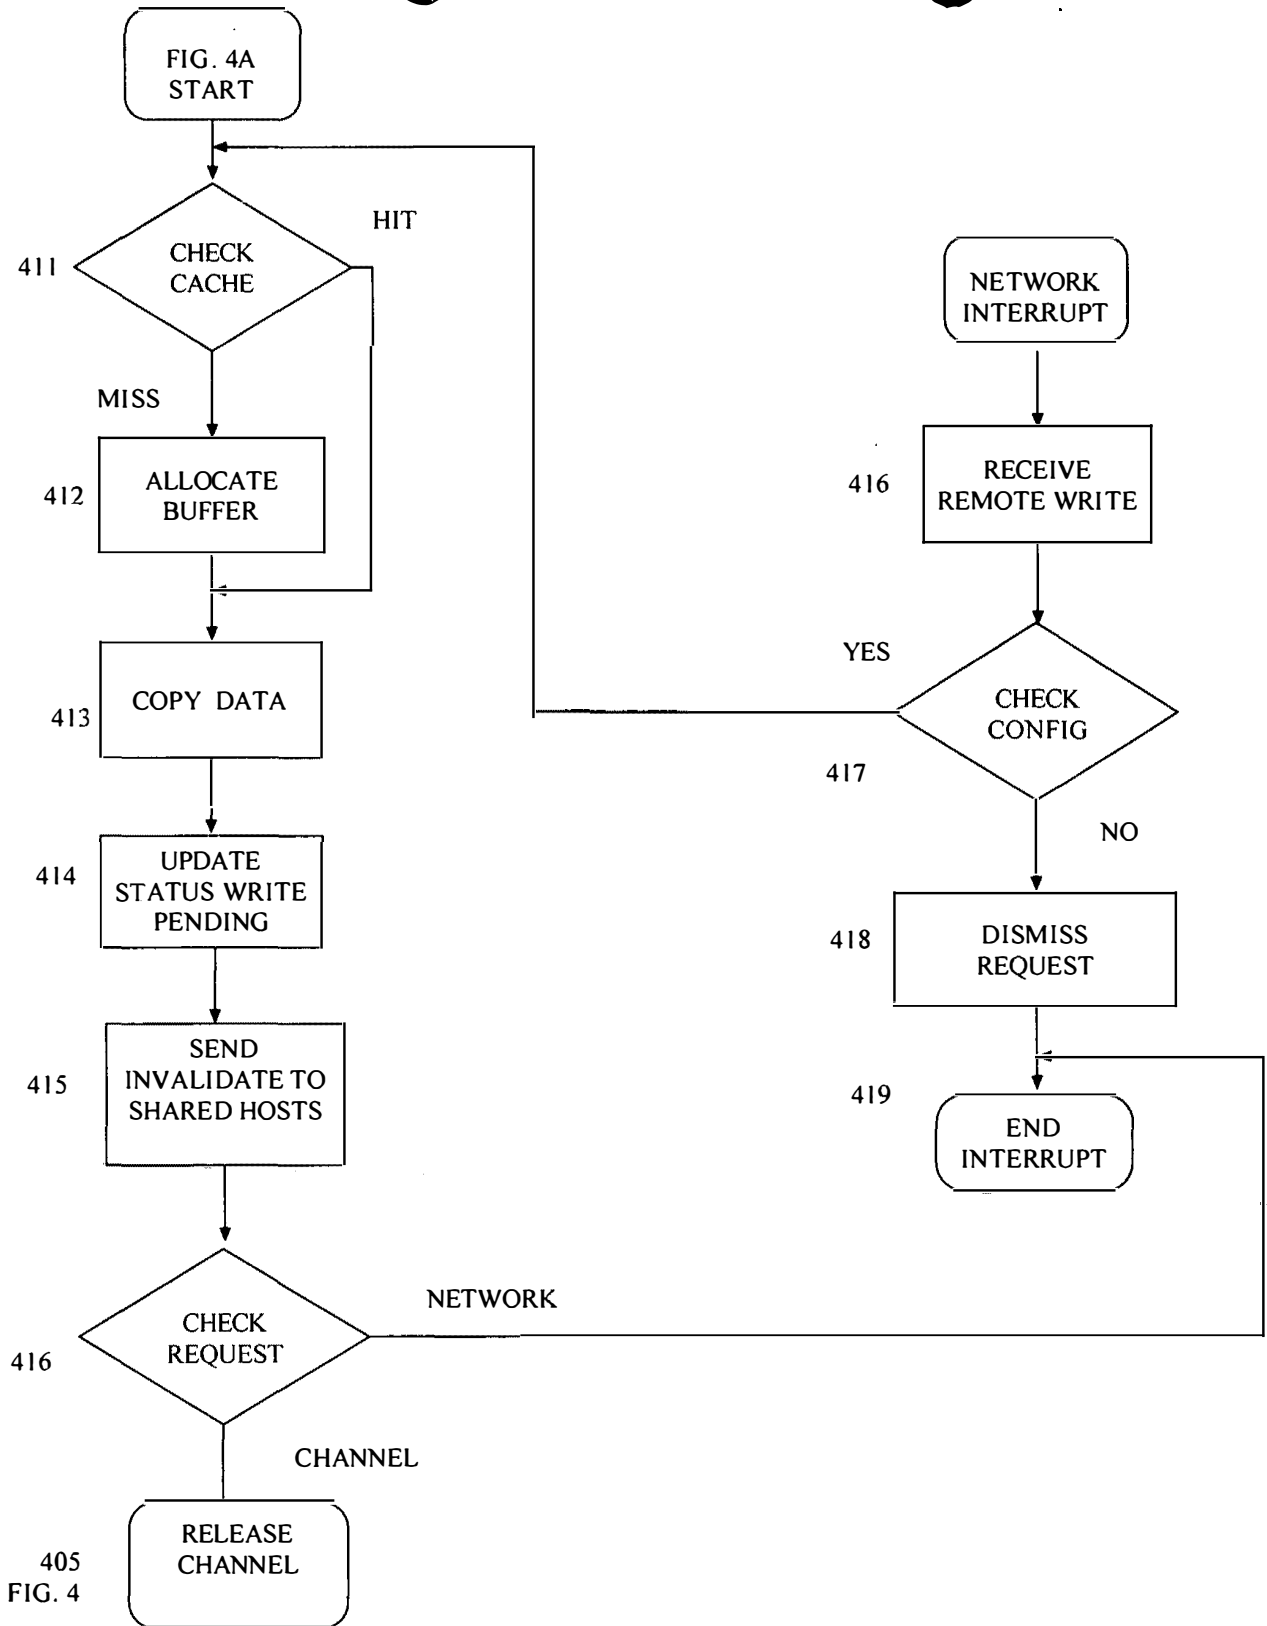 FIG. 4A
START
HIT
411
CHECK
CACHE
MISS
412
ALLOCATE
BUFFER
413
COPY DATA
414
UPDATE
STATUS WRITE
PENDING
415
SEND
INVALIDATE TO
SHARED HOSTS
NETWORK
416
CHECK
REQUEST
CHANNEL
405
FIG. 4
RELEASE
CHANNEL
NETWORK
INTERRUPT
416
RECEIVE
REMOTE WRITE
YES
CHECK
CONFIG
417
NO
418
DISMISS
REQUEST
419
END
INTERRUPT